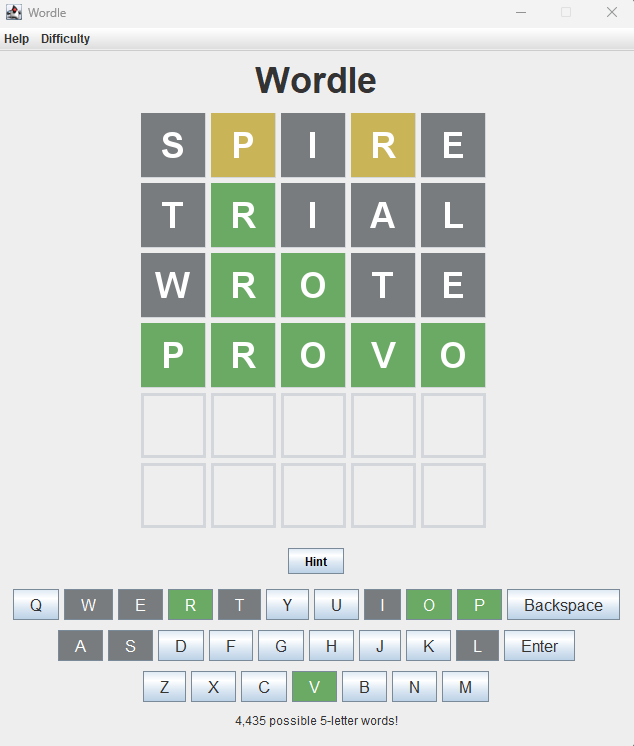 Wordle
Help Difficulty
Wordle
S P I R E
T R I A L
W R O T E
P R O V O
Hint
Q W E R T Y U I O P Backspace
A S D F G H J K L Enter
Z X C V B N M
4,435 possible 5-letter words!